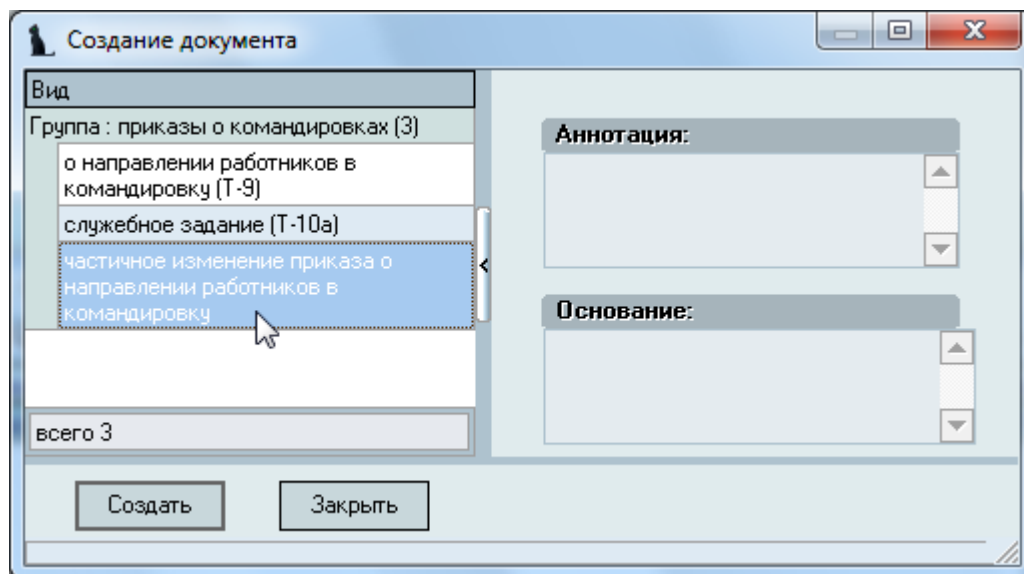 Создание документа
Вид
Группа : приказы о командировках (3)
о направлении работников в
командировку (Т-9)
служебное задание (Т-10а)
частичное изменение приказа о
направлении работников в
командировку
всего 3
Аннотация:
Основание:
Создать
Закрыть